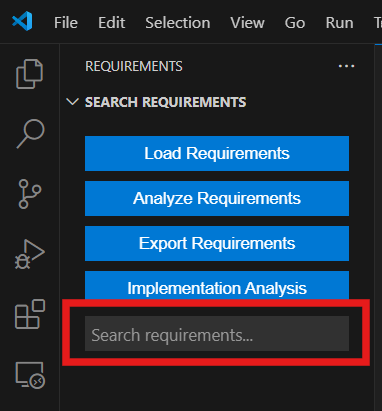 File Edit Selection View Go Run
REQUIREMENTS
SEARCH REQUIREMENTS
Load Requirements
Analyze Requirements
Export Requirements
Implementation Analysis
Search requirements...